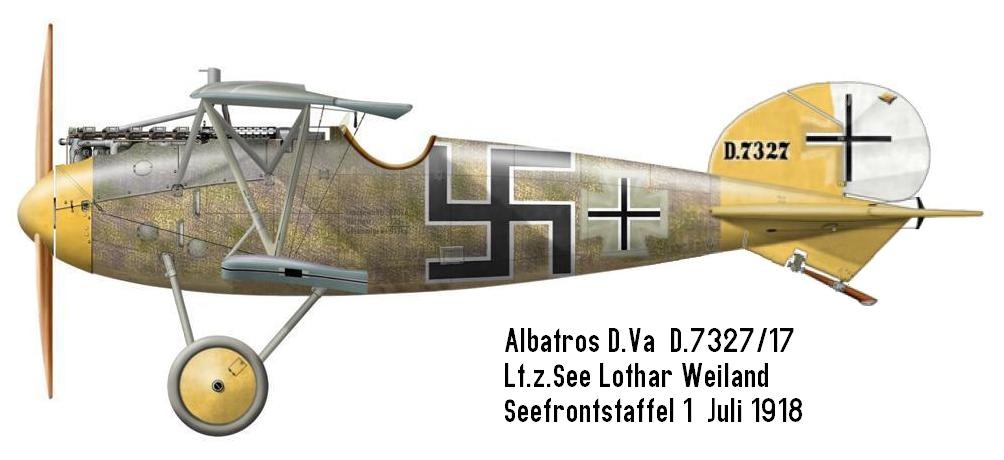 D.7327
Albatros D.Va D.7327/17
Lt.z.See Lothar Weiland
Seefrontstaffel 1 Juli 1918